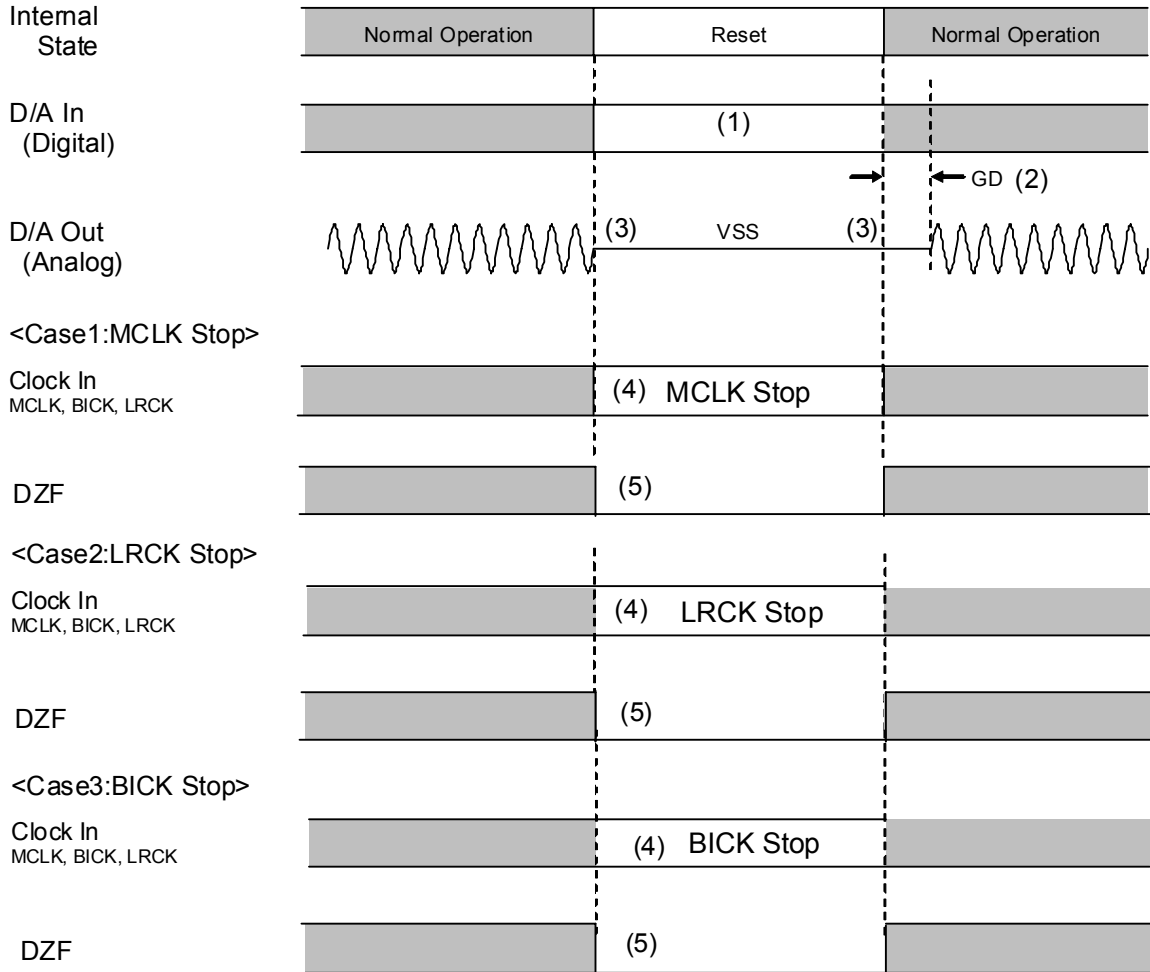 Internal
State
Normal Operation
Reset
Normal Operation
D/A In
(Digital)
(1)
GD (2)
D/A Out
(Analog)
(3)
VSS
(3)
<Case1:MCLK Stop>
Clock In
MCLK, BICK, LRCK
(4) MCLK Stop
DZF
(5)
<Case2:LRCK Stop>
Clock In
MCLK, BICK, LRCK
(4) LRCK Stop
DZF
(5)
<Case3:BICK Stop>
Clock In
MCLK, BICK, LRCK
(4) BICK Stop
DZF
(5)